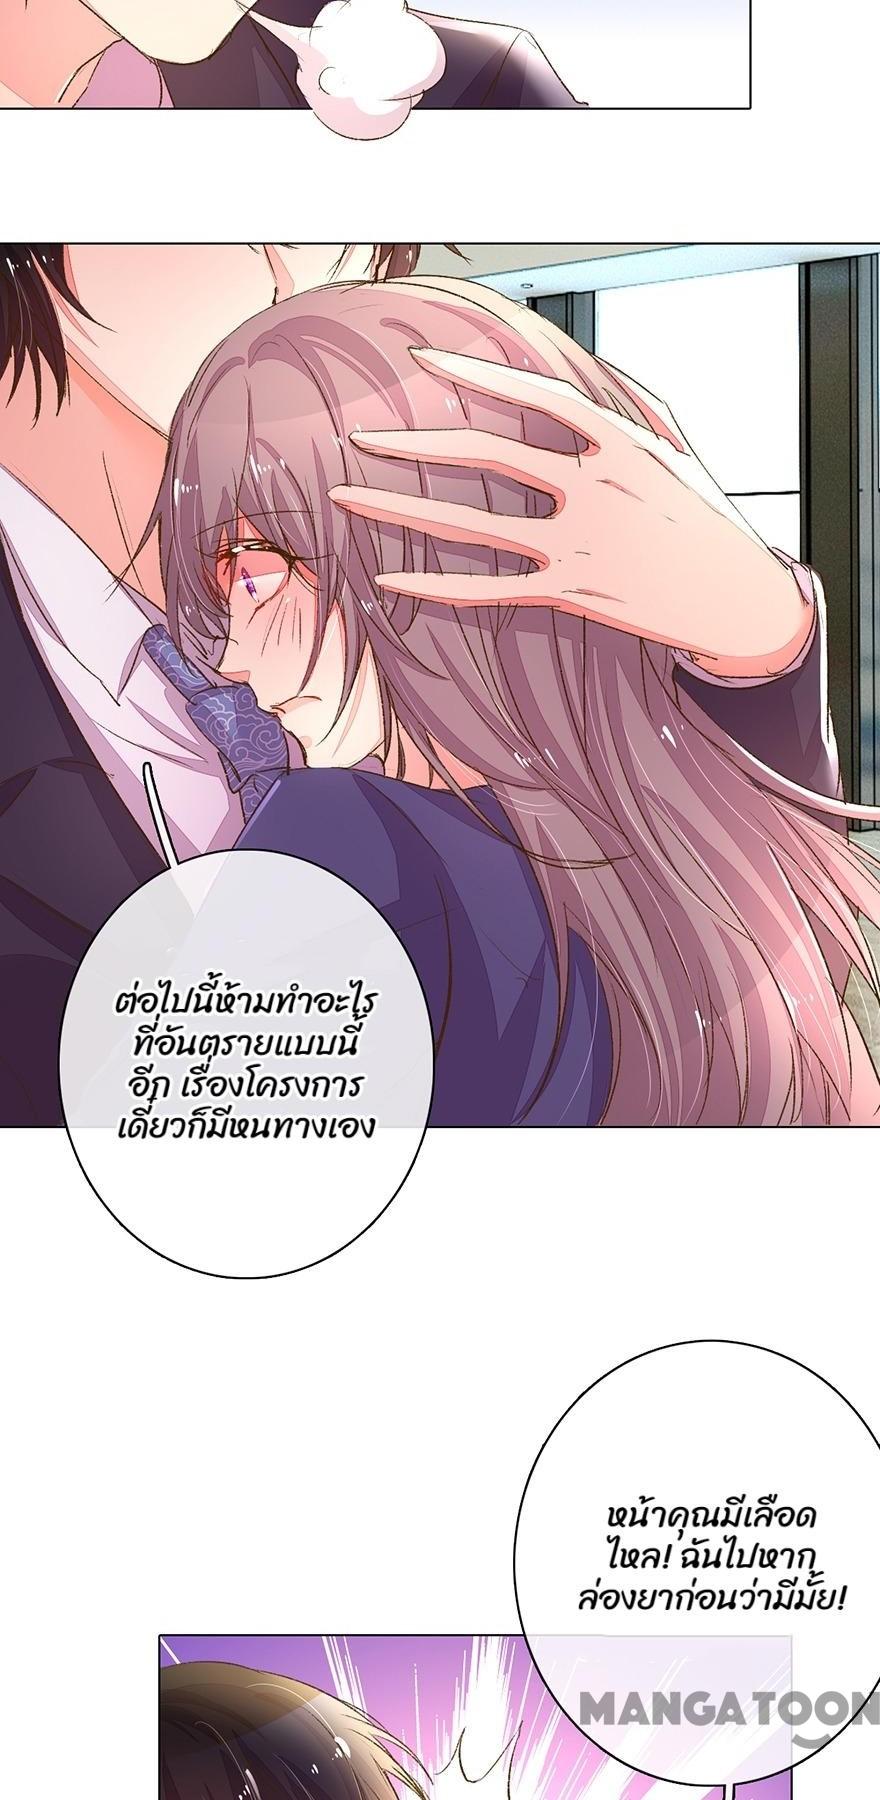 ต่อไปนี้ห้ามทำอะไร
ที่อันตรายแบบนี้
อีก เรื่องโครงการ
เดี๋ยวก็มีหนทางเอง
หน้าคุณมีเลือด
ไหล! ฉันไปหาก
ล่องยาก่อนว่ามีมั้ย!
MANGATOON